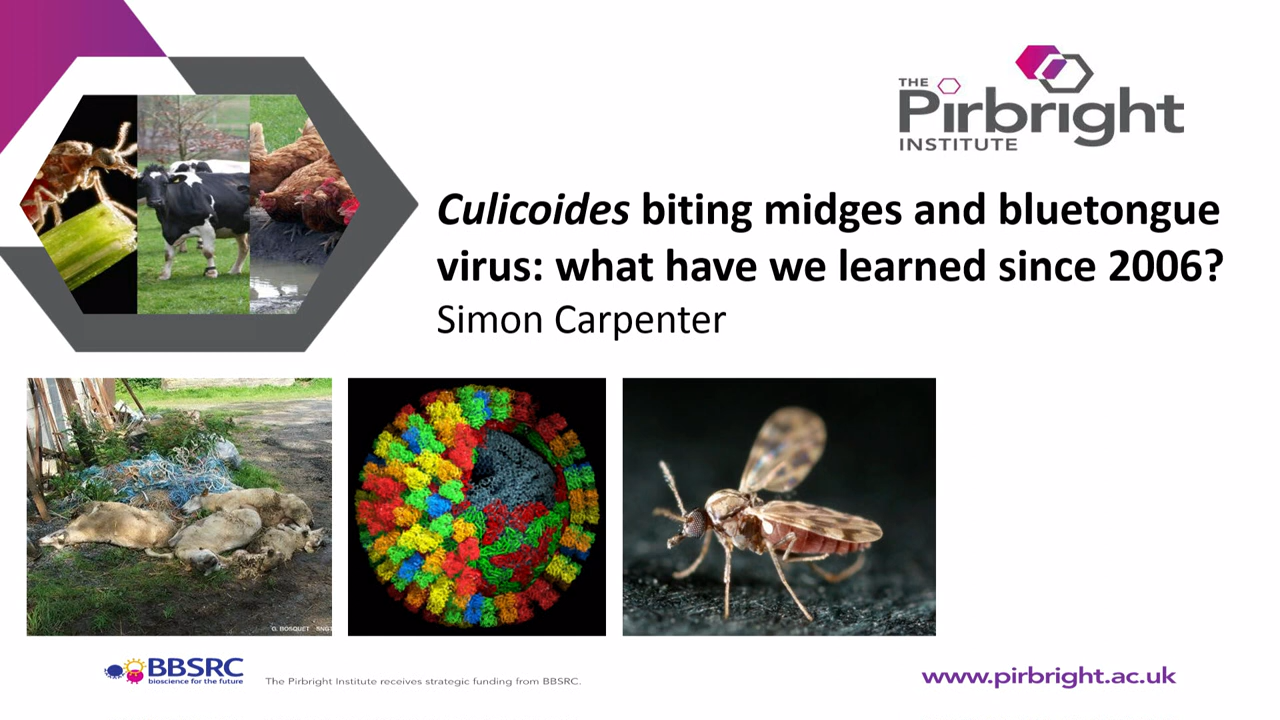 THE
Pirbright
INSTITUTE
Culicoides biting midges and bluetongue
virus: what have we learned since 2006?
Simon Carpenter
G. BOSQUET
BBSRC
bioscience for the future
The Pirbright Institute receives strategic funding from BBSRC.
www.pirbright.ac.uk